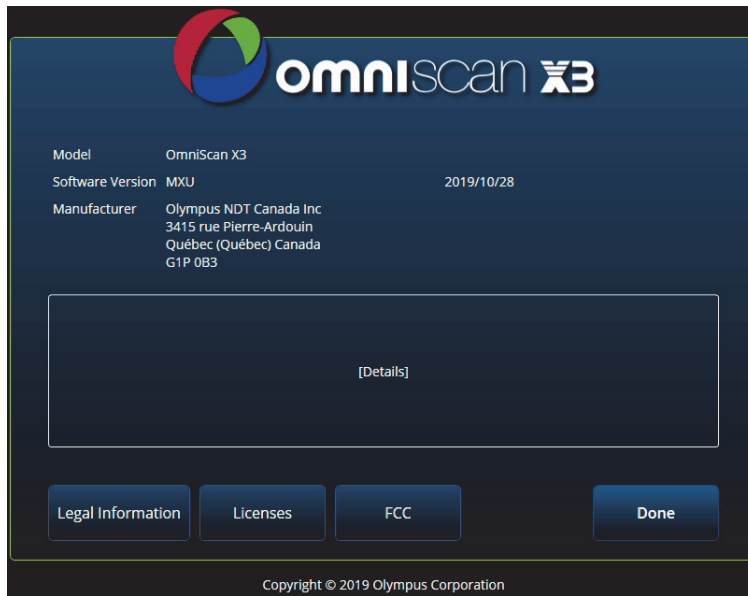 omniscan X3
Model OmniScan X3
Software Version MXU 2019/10/28
Manufacturer Olympus NDT Canada Inc
3415 rue Pierre-Ardouin
Québec (Québec) Canada
G1P 0B3
[Details]
Legal Information Licenses FCC Done
Copyright © 2019 Olympus Corporation